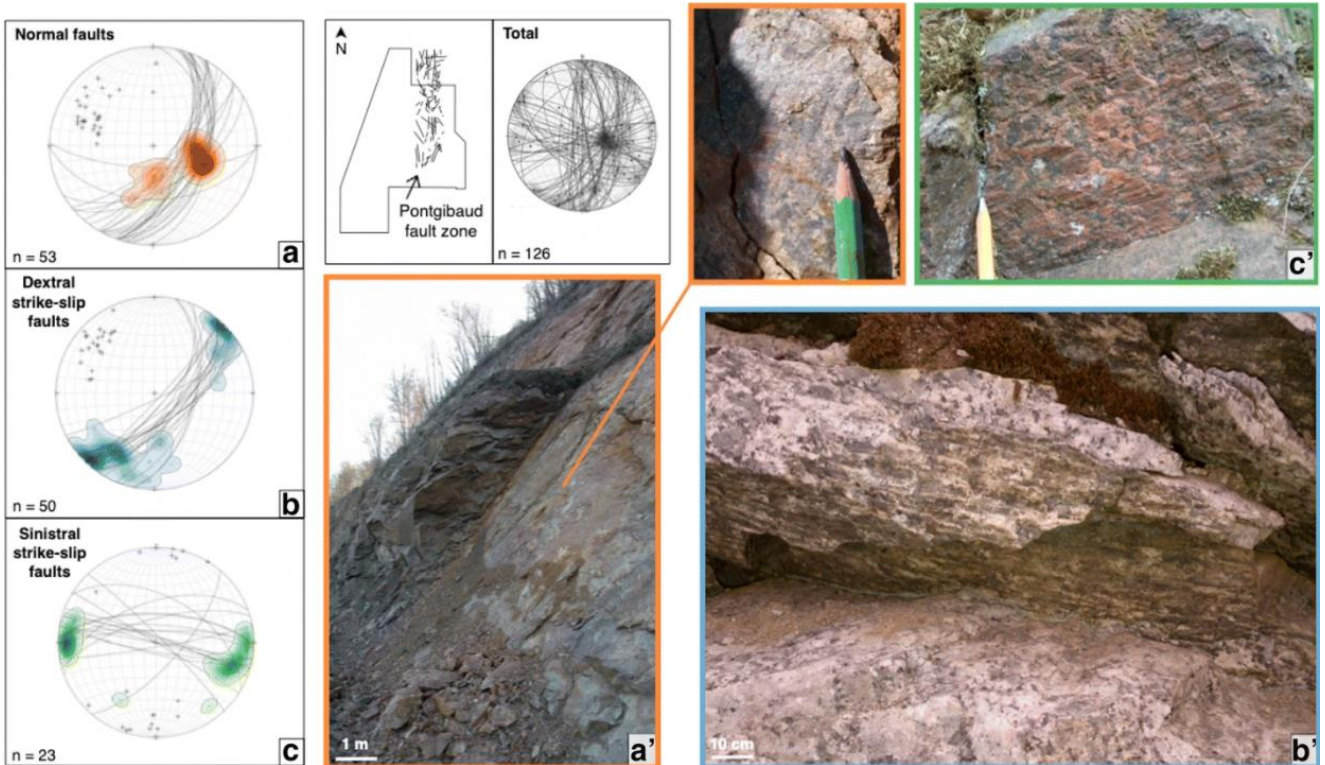 Normal faults
n = 53
a
Dextral
strike-slip
faults
n = 50
b
Sinistral
strike-slip
faults
n = 23
c
N
Pontgibaud
fault zone
Total
n = 126
1 m
a'
c'
10 cm
b'